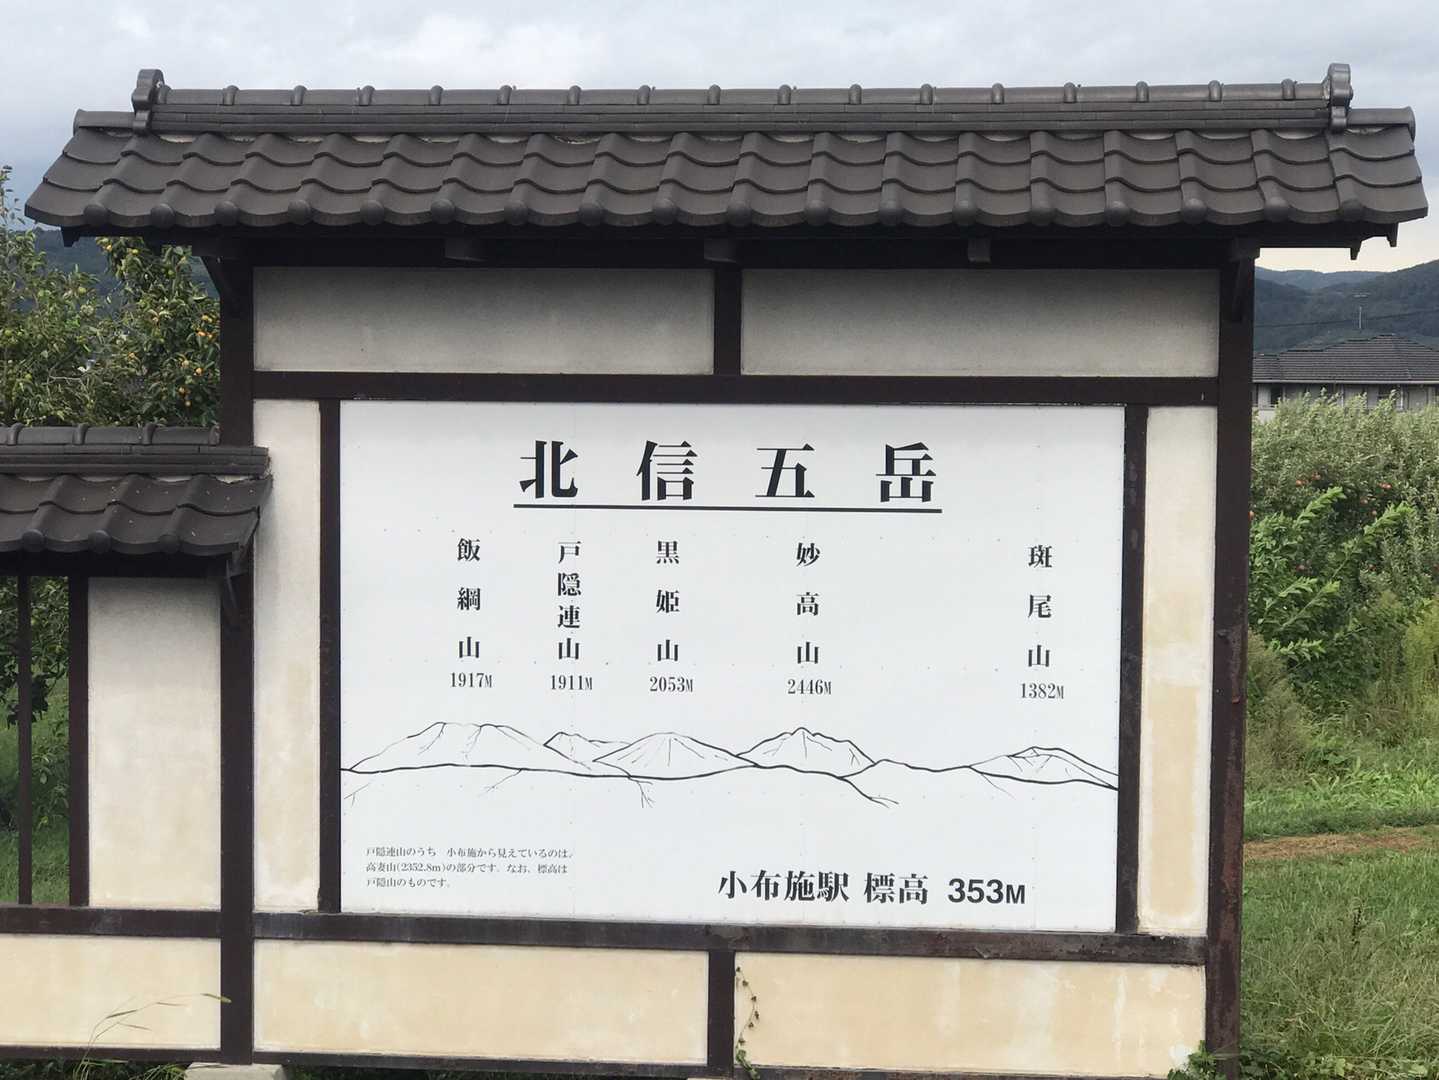 北信五岳
飯綱山
1917M
戸隠連山
1911M
黒姫山
2053M
妙高山
2446M
斑尾山
1382M
戸隠連山のうち　小布施から見えているのは、
高妻山(2352.8m)の部分です。なお、標高は
戸隠山のものです。
小布施駅 標高 353M